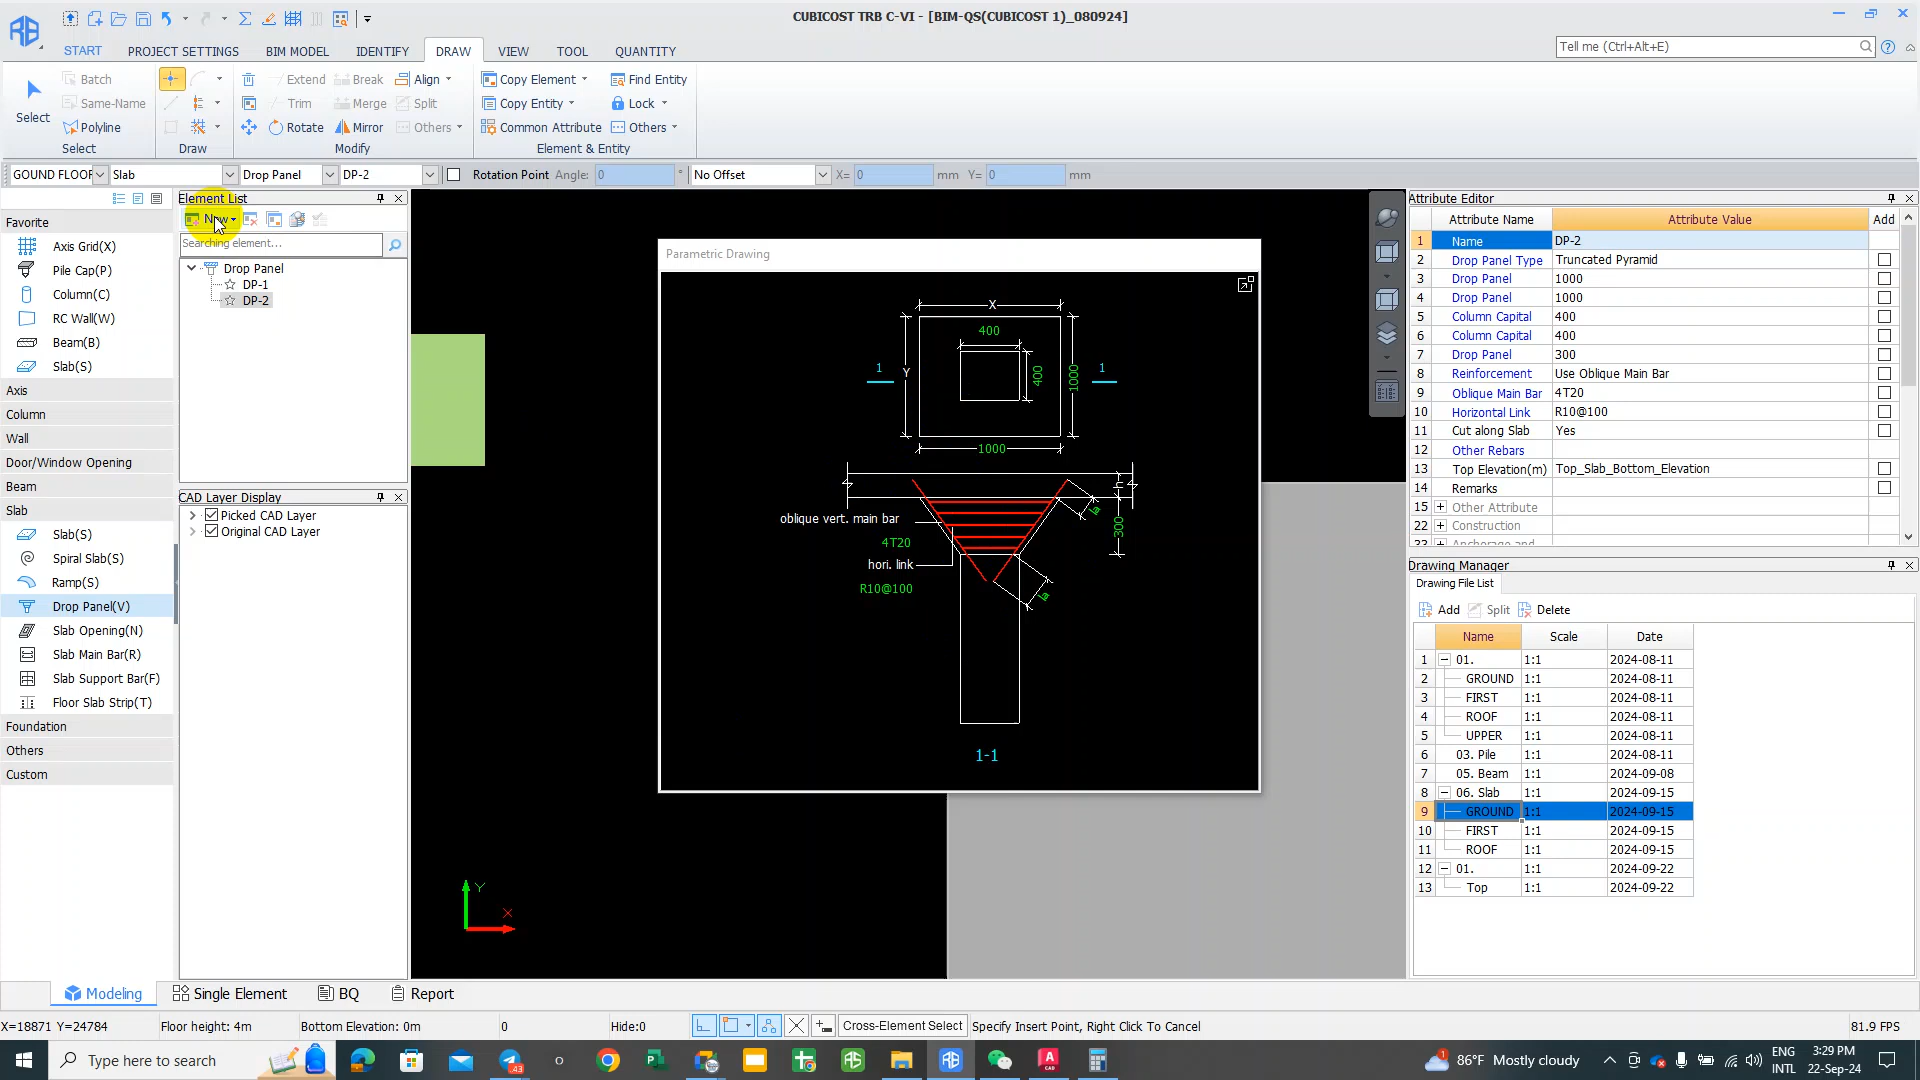 CUBICOST TRB C-VI - [BIM-QS(CUBICOST 1)_080924]
START PROJECT SETTINGS BIM MODEL IDENTIFY DRAW VIEW TOOL QUANTITY
Tell me (Ctrl+Alt+E)
Select
Batch
Same-Name
Polyline
Select
Draw
Extend Break Align
Trim Merge Split
Rotate Mirror Others
Modify
Copy Element Find Entity
Copy Entity Lock
Common Attribute Others
Element & Entity
GOUND FLOOR Slab Drop Panel DP-2 Rotation Point Angle: 0 ° No Offset X= 0 mm Y= 0 mm
Favorite
Axis Grid(X)
Pile Cap(P)
Column(C)
RC Wall(W)
Beam(B)
Slab(S)
Axis
Column
Wall
Door/Window Opening
Beam
Slab
Slab(S)
Spiral Slab(S)
Ramp(S)
Drop Panel(V)
Slab Opening(N)
Slab Main Bar(R)
Slab Support Bar(F)
Floor Slab Strip(T)
Foundation
Others
Custom
Element List
New
Searching element...
Drop Panel
DP-1
DP-2
CAD Layer Display
Picked CAD Layer
Original CAD Layer
Parametric Drawing
X
400
1 Y 400 1000 1
1000
h
oblique vert. main bar la
4T20 300
hori. link
R10@100 la
1-1
Y
X
Attribute Editor
Attribute Name Attribute Value Add
1 Name DP-2
2 Drop Panel Type Truncated Pyramid
3 Drop Panel 1000
4 Drop Panel 1000
5 Column Capital 400
6 Column Capital 400
7 Drop Panel 300
8 Reinforcement Use Oblique Main Bar
9 Oblique Main Bar 4T20
10 Horizontal Link R10@100
11 Cut along Slab Yes
12 Other Rebars
13 Top Elevation(m) Top_Slab_Bottom_Elevation
14 Remarks
15 Other Attribute
22 Construction
33 Anchorage and
Drawing Manager
Drawing File List
Add Split Delete
Name Scale Date
1 01. 1:1 2024-08-11
2 GROUND 1:1 2024-08-11
3 FIRST 1:1 2024-08-11
4 ROOF 1:1 2024-08-11
5 UPPER 1:1 2024-08-11
6 03. Pile 1:1 2024-08-11
7 05. Beam 1:1 2024-09-08
8 06. Slab 1:1 2024-09-15
9 GROUND 1:1 2024-09-15
10 FIRST 1:1 2024-09-15
11 ROOF 1:1 2024-09-15
12 01. 1:1 2024-09-22
13 Top 1:1 2024-09-22
Modeling Single Element BQ Report
X=18871 Y=24784 Floor height: 4m Bottom Elevation: 0m 0 Hide:0 Cross-Element Select Specify Insert Point, Right Click To Cancel 81.9 FPS
Type here to search
43
86°F Mostly cloudy
ENG
INTL
3:29 PM
22-Sep-24